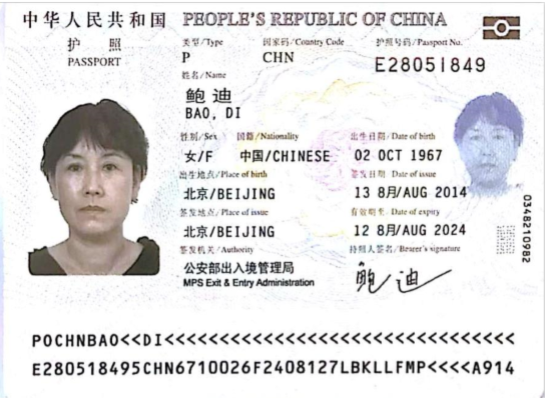 中华人民共和国 PEOPLE'S REPUBLIC OF CHINA
护照
PASSPORT
类型/Type
国家码/Country Code
护照号码/Passport No.
P
CHN
E28051849
姓名/Name
鲍迪
BAO, DI
性别/Sex
国籍/Nationality
出生日期/Date of birth
女/F
中国/CHINESE
02 OCT 1967
出生地点/Place of birth
签发日期/Date of issue
北京/BEIJING
13 8月/AUG 2014
签发地点/Place of issue
有效期至/Date of expiry
北京/BEIJING
12 8月/AUG 2024
签发机关/Authority
持照人签名/Bearer's signature
公安部出入境管理局
MPS Exit & Entry Administration
鲍迪
0348210982
POCHNBAO<<DI<<<<<<<<<<<<<<<<<<<<<<<<<<<<<<<<
E280518495CHN6710026F2408127LBKLLFMP<<<<A914